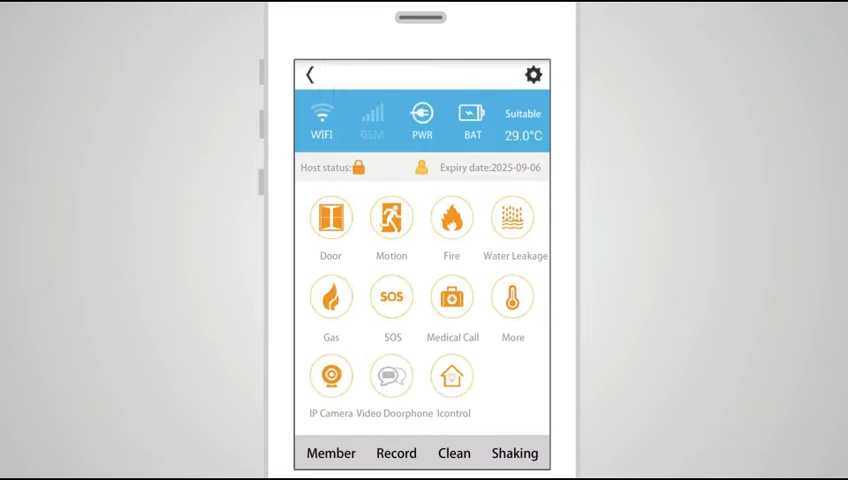 Suitable
WIFI GSM PWR BAT 29.0°C
Host status: Expiry date:2025-09-06
Door Motion Fire Water Leakage
SOS
Gas SOS Medical Call More
IP Camera Video Doorphone Icontrol
Member Record Clean Shaking